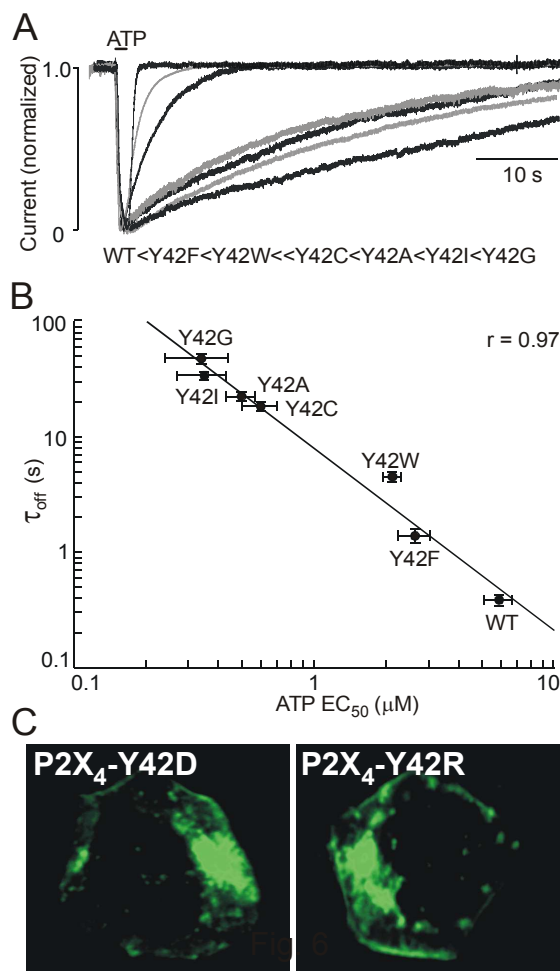 A
ATP
1.0
Current (normalized)
0
10 s
WT<Y42F<Y42W<<Y42C<Y42A<Y42I<Y42G
B
100
r = 0.97
Y42G
Y42A
Y42I
Y42C
10
Y42W
τoff (s)
1
Y42F
WT
0.1
0.1
1
10
ATP EC50 (μM)
C
P2X4-Y42D
P2X4-Y42R
Fig. 6